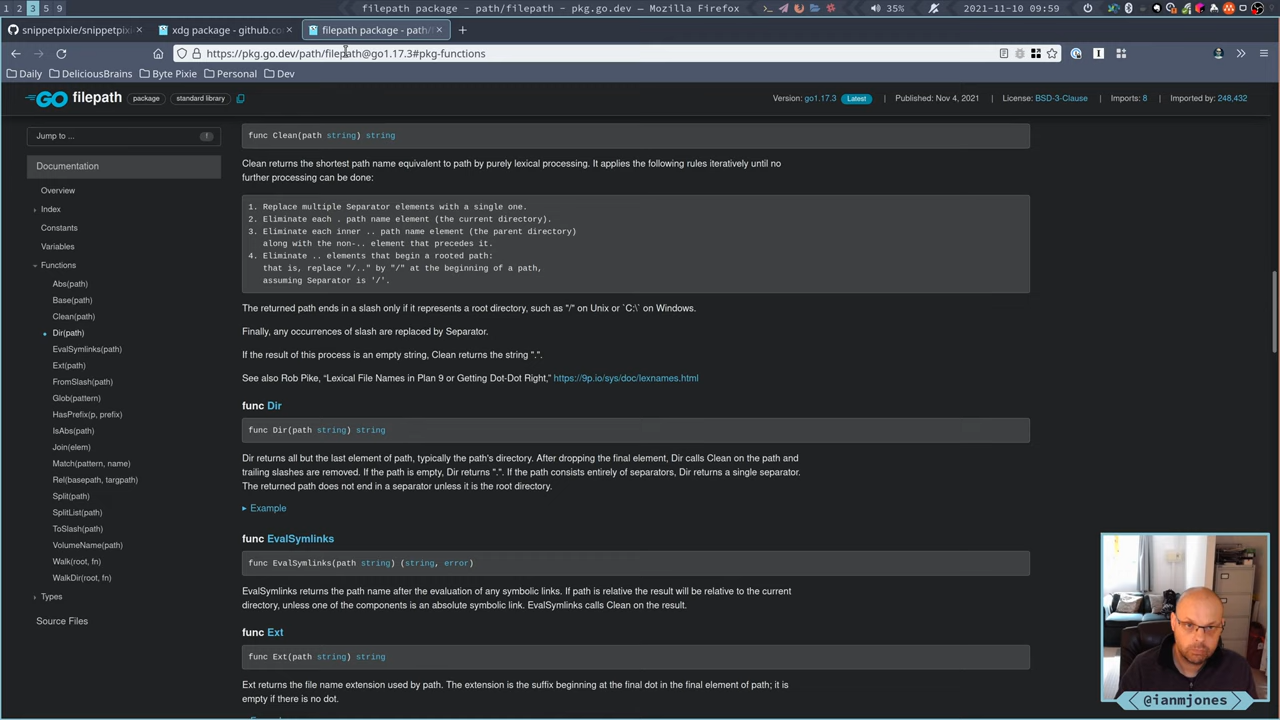 1 2 3 5 9
filepath package - path/filepath - pkg.go.dev — Mozilla Firefox
35%
2021-11-10 09:59
snippetpixie/snippetpixi
xdg package - github.co
filepath package - path/f
https://pkg.go.dev/path/filepath@go1.17.3#pkg-functions
Daily
DeliciousBrains
Byte Pixie
Personal
Dev
GO
filepath
package
standard library
Version: go1.17.3
Latest
Published: Nov 4, 2021
License: BSD-3-Clause
Imports: 8
Imported by: 248,432
Jump to ...
Documentation
Overview
Index
Constants
Variables
Functions
Abs(path)
Base(path)
Clean(path)
Dir(path)
EvalSymlinks(path)
Ext(path)
FromSlash(path)
Glob(pattern)
HasPrefix(p, prefix)
IsAbs(path)
Join(elem)
Match(pattern, name)
Rel(basepath, targpath)
Split(path)
SplitList(path)
ToSlash(path)
VolumeName(path)
Walk(root, fn)
WalkDir(root, fn)
Types
Source Files
func Clean(path string) string
Clean returns the shortest path name equivalent to path by purely lexical processing. It applies the following rules iteratively until no
further processing can be done:
1. Replace multiple Separator elements with a single one.
2. Eliminate each . path name element (the current directory).
3. Eliminate each inner .. path name element (the parent directory)
along with the non-.. element that precedes it.
4. Eliminate .. elements that begin a rooted path:
that is, replace "/.." by "/" at the beginning of a path,
assuming Separator is '/'.
The returned path ends in a slash only if it represents a root directory, such as "/" on Unix or `C:\` on Windows.
Finally, any occurrences of slash are replaced by Separator.
If the result of this process is an empty string, Clean returns the string ".".
See also Rob Pike, “Lexical File Names in Plan 9 or Getting Dot-Dot Right,” https://9p.io/sys/doc/lexnames.html
func Dir
func Dir(path string) string
Dir returns all but the last element of path, typically the path's directory. After dropping the final element, Dir calls Clean on the path and
trailing slashes are removed. If the path is empty, Dir returns ".". If the path consists entirely of separators, Dir returns a single separator.
The returned path does not end in a separator unless it is the root directory.
Example
func EvalSymlinks
func EvalSymlinks(path string) (string, error)
EvalSymlinks returns the path name after the evaluation of any symbolic links. If path is relative the result will be relative to the current
directory, unless one of the components is an absolute symbolic link. EvalSymlinks calls Clean on the result.
func Ext
func Ext(path string) string
Ext returns the file name extension used by path. The extension is the suffix beginning at the final dot in the final element of path; it is
empty if there is no dot.
@ianmjones